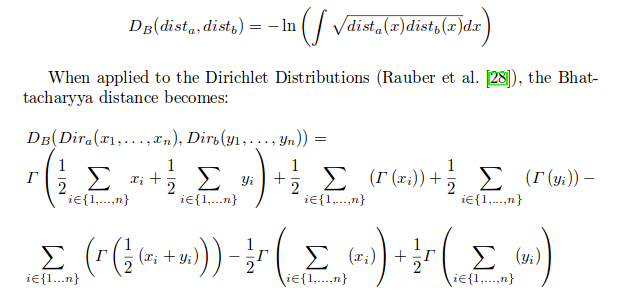 D_B(dist_a, dist_b) = − ln (∫ √dist_a(x)dist_b(x)dx)
When applied to the Dirichlet Distributions (Rauber et al. [28]), the Bhat-
tacharyya distance becomes:
D_B(Dir_a(x_1, . . . , x_n), Dir_b(y_1, . . . , y_n)) =
Γ (1/2 ∑_{i∈{1,...,n}} x_i + 1/2 ∑_{i∈{1,...n}} y_i) + 1/2 ∑_{i∈{1,...,n}} (Γ (x_i)) + 1/2 ∑_{i∈{1,...,n}} (Γ (y_i)) −
∑_{i∈{1...n}} (Γ (1/2 (x_i + y_i))) − 1/2 Γ (∑_{i∈{1,...,n}} (x_i)) + 1/2 Γ (∑_{i∈{1,...,n}} (y_i))